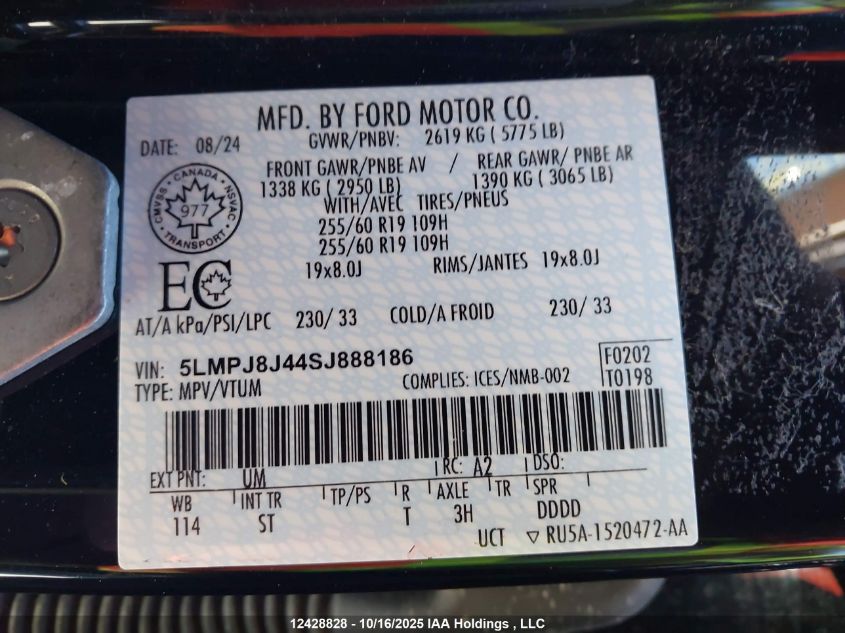 MFD. BY FORD MOTOR CO.
DATE: 08/24 GVWR/PNBV: 2619 KG ( 5775 LB)
FRONT GAWR/PNBE AV / REAR GAWR/ PNBE AR
1338 KG ( 2950 LB) 1390 KG ( 3065 LB)
WITH/AVEC TIRES/PNEUS
255/60 R19 109H
255/60 R19 109H
19x8.0J RIMS/JANTES 19x8.0J
CMVSS · CANADA · NSVAC
977
TRANSPORT
EC
AT/A kPa/PSI/LPC 230/ 33 COLD/A FROID 230/ 33
VIN: 5LMPJ8J44SJ888186
F0202
TYPE: MPV/VTUM COMPLIES: ICES/NMB-002 T0198
EXT PNT: UM RC: A2 DSO:
WB INT TR TP/PS R AXLE TR SPR
114 ST T 3H DDDD
UCT ▽ RU5A-1520472-AA
12428828 - 10/16/2025 IAA Holdings , LLC